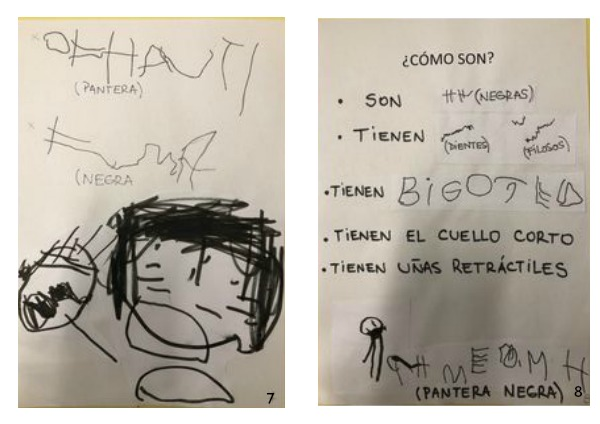 (PANTERA)
(NEGRA
7
¿CÓMO SON?
• SON (NEGRAS)
• TIENEN (DIENTES) (FILOSOS)
• TIENEN BIGOTES
• TIENEN EL CUELLO CORTO
• TIENEN UÑAS RETRÁCTILES
(PANTERA NEGRA)
8